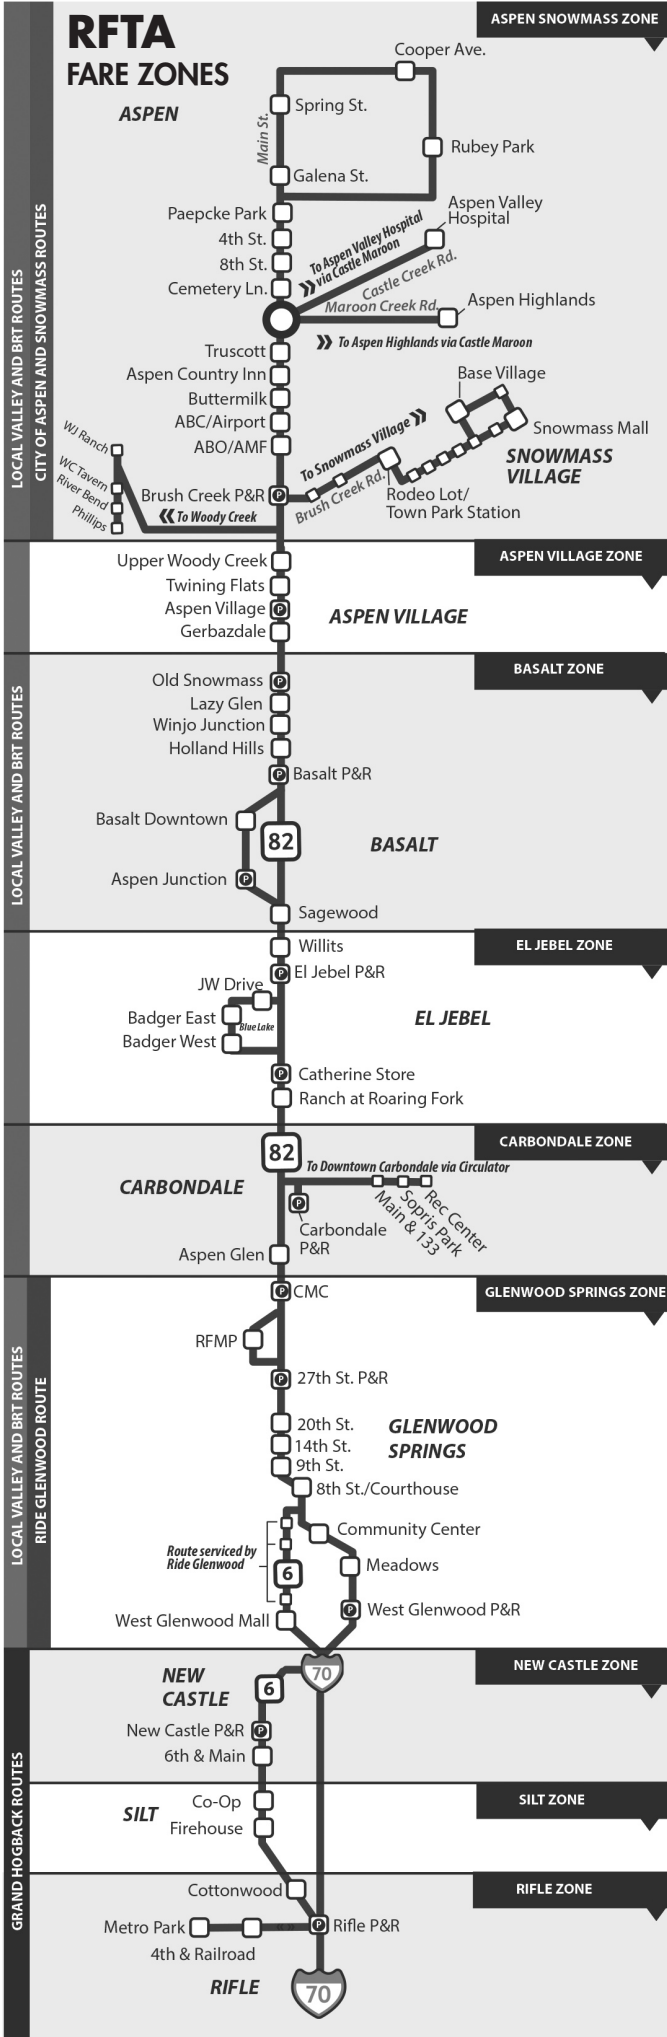 RFTA
FARE ZONES
ASPEN SNOWMASS ZONE
ASPEN
Cooper Ave.
Spring St.
Main St.
Rubey Park
Galena St.
Paepcke Park
Aspen Valley
Hospital
4th St.
To Aspen Valley Hospital
via Castle Maroon
8th St.
Castle Creek Rd.
Cemetery Ln.
Maroon Creek Rd.
Aspen Highlands
To Aspen Highlands via Castle Maroon
Truscott
Aspen Country Inn
Base Village
Buttermilk
ABC/Airport
Snowmass Mall
ABO/AMF
To Snowmass Village
SNOWMASS
VILLAGE
WJ Ranch
WC Tavern
River Bend
Phillips
Brush Creek P&R
P
Brush Creek Rd.
Rodeo Lot/
Town Park Station
To Woody Creek
LOCAL VALLEY AND BRT ROUTES
CITY OF ASPEN AND SNOWMASS ROUTES
ASPEN VILLAGE ZONE
Upper Woody Creek
Twining Flats
Aspen Village
P
ASPEN VILLAGE
Gerbazdale
BASALT ZONE
Old Snowmass
P
Lazy Glen
Winjo Junction
Holland Hills
P
Basalt P&R
Basalt Downtown
82
BASALT
Aspen Junction
P
Sagewood
LOCAL VALLEY AND BRT ROUTES
EL JEBEL ZONE
Willits
P
El Jebel P&R
JW Drive
Badger East
Blue Lake
EL JEBEL
Badger West
P
Catherine Store
Ranch at Roaring Fork
CARBONDALE ZONE
82
To Downtown Carbondale via Circulator
CARBONDALE
P
Carbondale
P&R
Main & 133
Sopris Park
Rec Center
Aspen Glen
GLENWOOD SPRINGS ZONE
P
CMC
RFMP
P
27th St. P&R
20th St.
14th St.
9th St.
GLENWOOD
SPRINGS
8th St./Courthouse
Community Center
Route serviced by
Ride Glenwood
Meadows
6
P
West Glenwood P&R
West Glenwood Mall
LOCAL VALLEY AND BRT ROUTES
RIDE GLENWOOD ROUTE
NEW CASTLE ZONE
70
NEW
CASTLE
6
New Castle P&R
P
6th & Main
SILT ZONE
Co-Op
SILT
Firehouse
RIFLE ZONE
Cottonwood
Metro Park
P
Rifle P&R
4th & Railroad
RIFLE
70
GRAND HOGBACK ROUTES